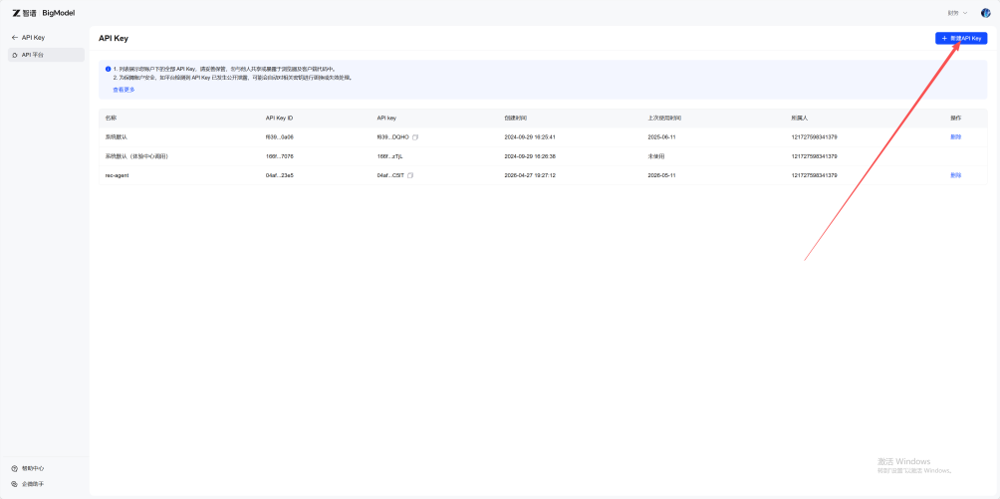 智谱 BigModel
财务
API Key
API 平台
API Key
新建API Key
1. 列表展示您账户下的全部 API Key，请妥善保管，勿与他人共享或暴露于浏览器及客户端代码中。
2. 为保障账户安全，如平台检测到 API Key 已发生公开泄露，可能会自动对相关密钥进行更换或失效处理。
查看更多
名称 API Key ID API key 创建时间 上次使用时间 所属人 操作
系统默认 f839...0a06 f839...DQHO 2024-09-29 16:25:41 2025-06-11 121727598341379 删除
系统默认（体验中心调用） 166f...7076 166f...zTjL 2024-09-29 16:26:38 未使用 121727598341379
rec-agent 04af...23e5 04af...C5IT 2026-04-27 19:27:12 2026-05-11 121727598341379 删除
帮助中心
激活 Windows
转到"设置"以激活 Windows。